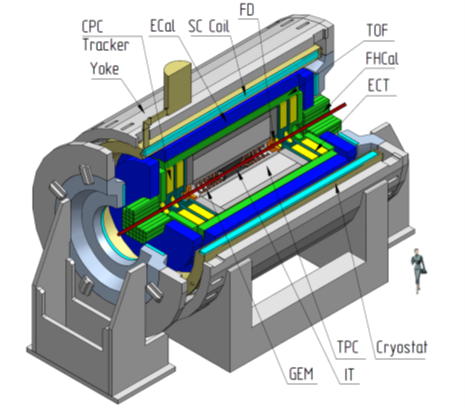 FD
CPC
Tracker
ECal
SC Coil
TOF
Yoke
FHCal
ECT
TPC
Cryostat
GEM
IT